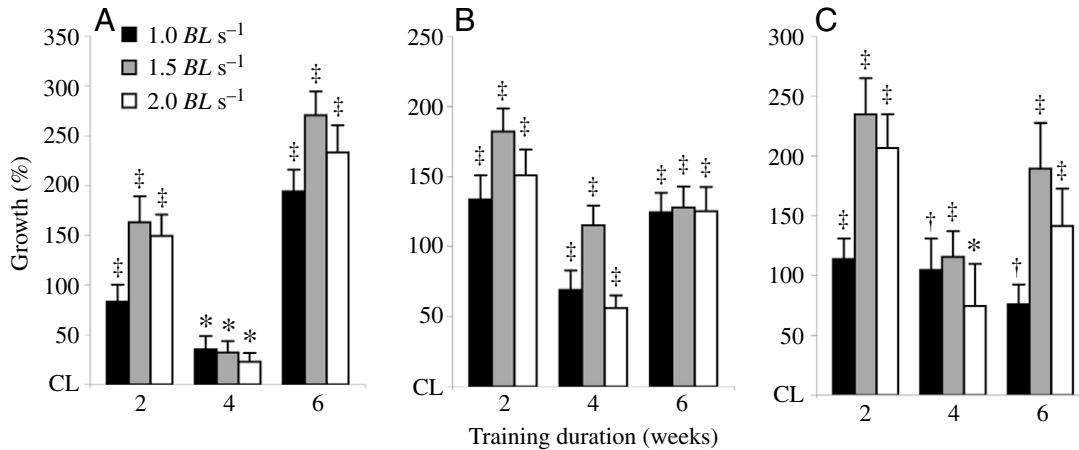 A
B
C
1.0 BL s⁻¹
1.5 BL s⁻¹
2.0 BL s⁻¹
Growth (%)
350
300
250
200
150
100
50
CL
‡ ‡ ‡
* * *
‡ ‡ ‡
2 4 6
250
200
150
100
50
CL
‡ ‡ ‡
‡ ‡ ‡
‡ ‡ ‡
2 4 6
300
250
200
150
100
50
CL
‡ ‡ ‡
† ‡ *
† ‡ ‡
2 4 6
Training duration (weeks)